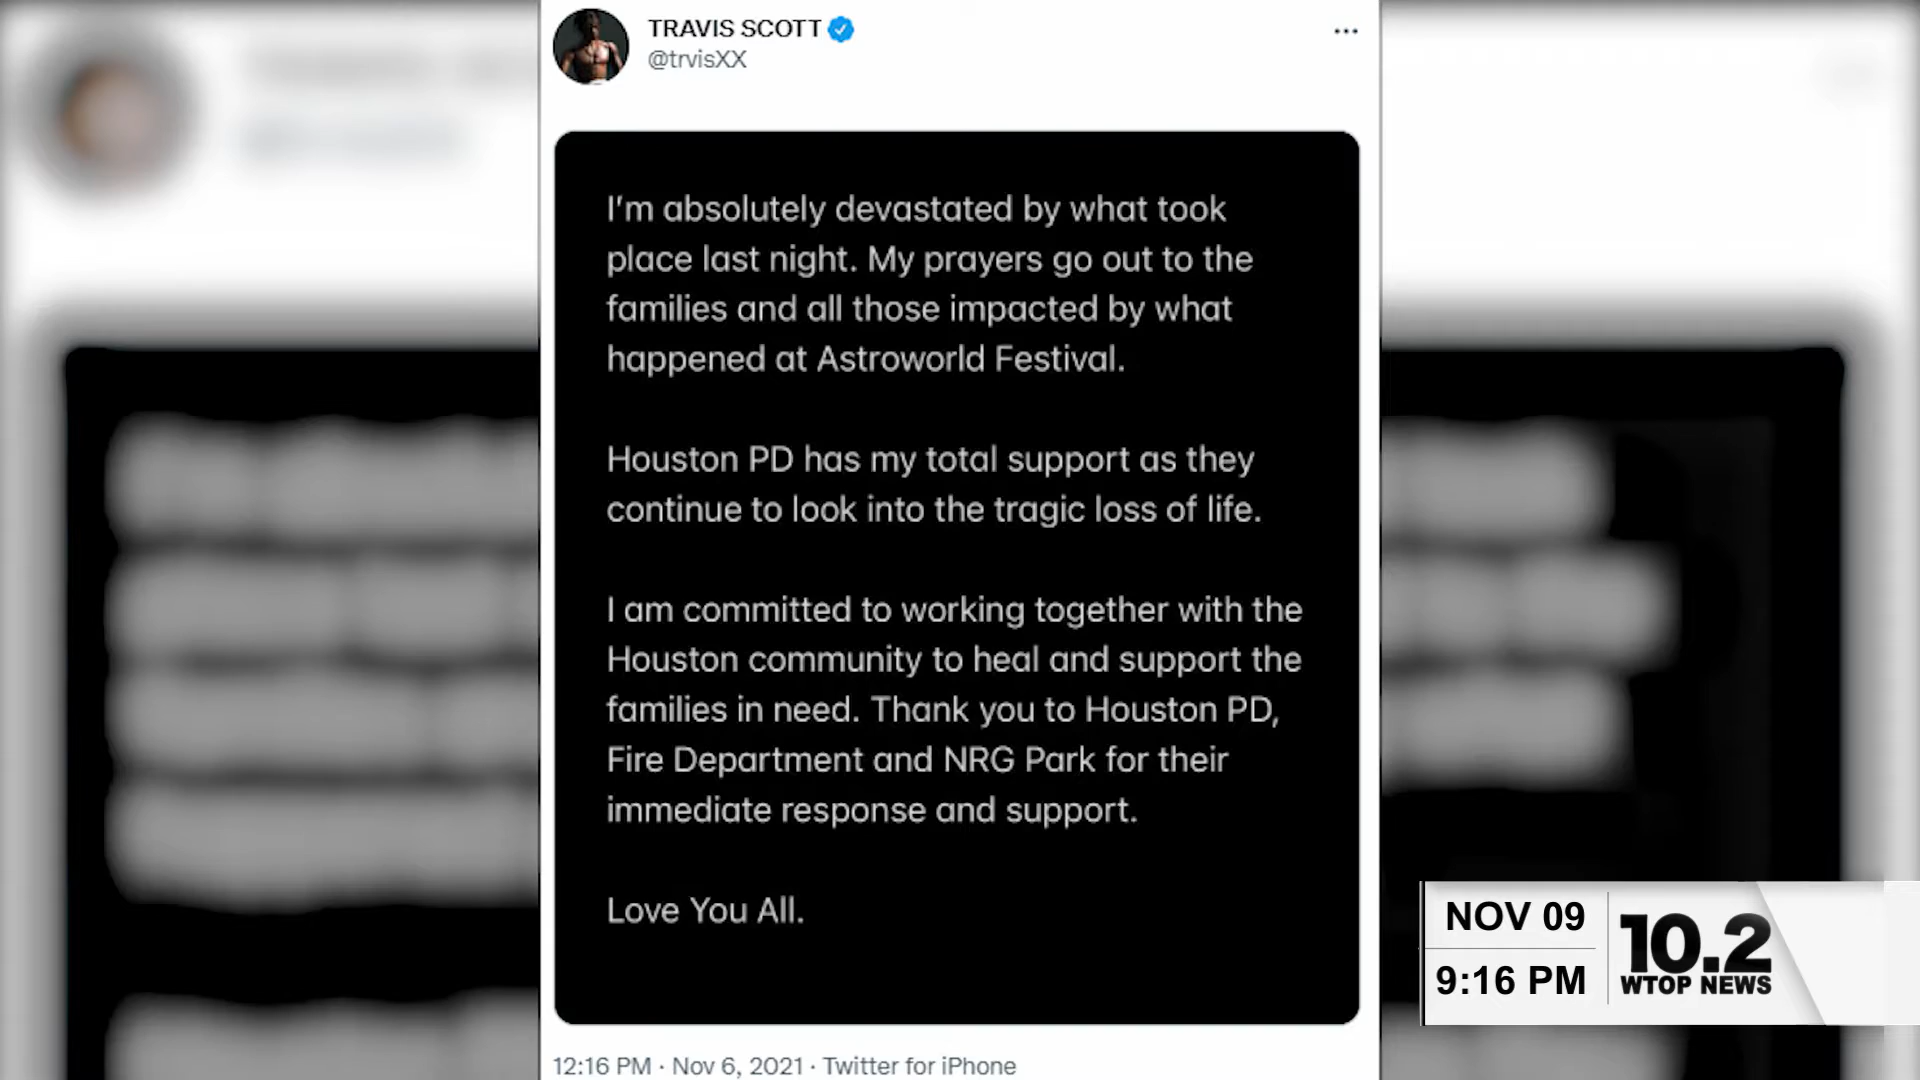 TRAVIS SCOTT
@trvisXX
I'm absolutely devastated by what took
place last night. My prayers go out to the
families and all those impacted by what
happened at Astroworld Festival.
Houston PD has my total support as they
continue to look into the tragic loss of life.
I am committed to working together with the
Houston community to heal and support the
families in need. Thank you to Houston PD,
Fire Department and NRG Park for their
immediate response and support.
Love You All.
12:16 PM · Nov 6, 2021 · Twitter for iPhone
NOV 09
9:16 PM
10.2
WTOP NEWS